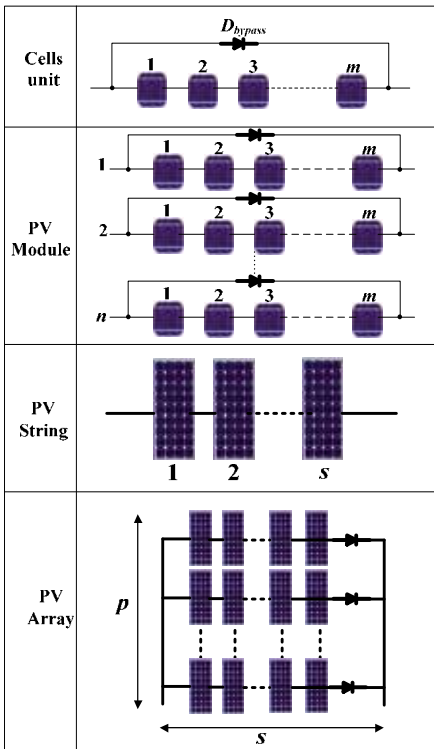 Cells
unit
D_bypass
1 2 3 m
PV
Module
1 2 3 m
1
1 2 3 m
2
1 2 3 m
n
PV
String
1 2 s
PV
Array
p
s